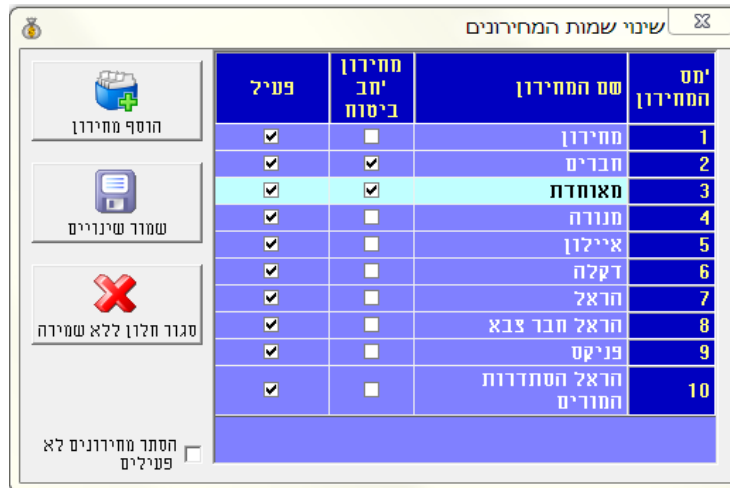 שינוי שמות המחירונים
מס'
המחירון
שם המחירון
מחירון
חב'
ביטוח
פעיל
1 מחירון
2 חברים
3 מאוחדת
4 מנורה
5 איילון
6 דקלה
7 הראל
8 הראל חבר צבא
9 פניקס
10 הראל הסתדרות
המורים
הוסף מחירון
שמור שינויים
סגור חלון ללא שמירה
הסתר מחירונים לא
פעילים